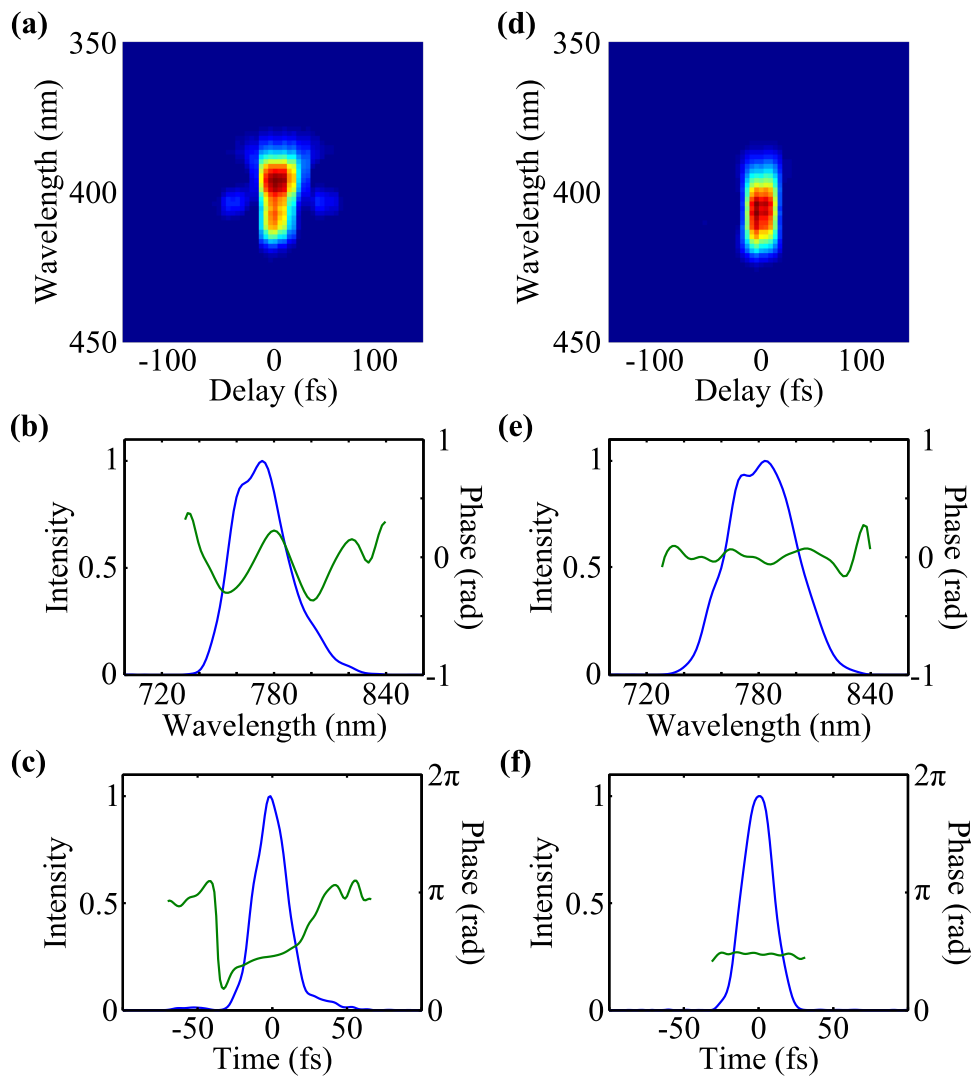 (a)
350
400
450
Wavelength (nm)
-100 0 100
Delay (fs)
(d)
350
400
450
Wavelength (nm)
-100 0 100
Delay (fs)
(b)
1
0.5
0
Intensity
1
0
-1
Phase (rad)
720 780 840
Wavelength (nm)
(e)
1
0.5
0
Intensity
1
0
-1
Phase (rad)
720 780 840
Wavelength (nm)
(c)
1
0.5
0
Intensity
2π
π
0
Phase (rad)
-50 0 50
Time (fs)
(f)
1
0.5
0
Intensity
2π
π
0
Phase (rad)
-50 0 50
Time (fs)